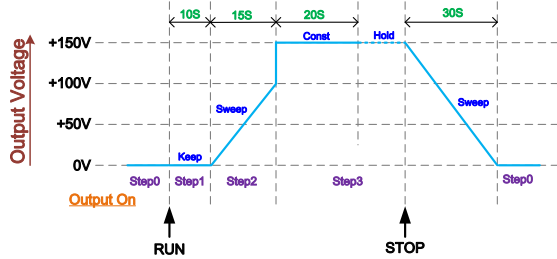 10S 15S 20S 30S
Output Voltage
+150V
+100V
+50V
0V
Const Hold
Sweep Sweep
Keep
Step0 Step1 Step2 Step3 Step0
Output On
RUN STOP